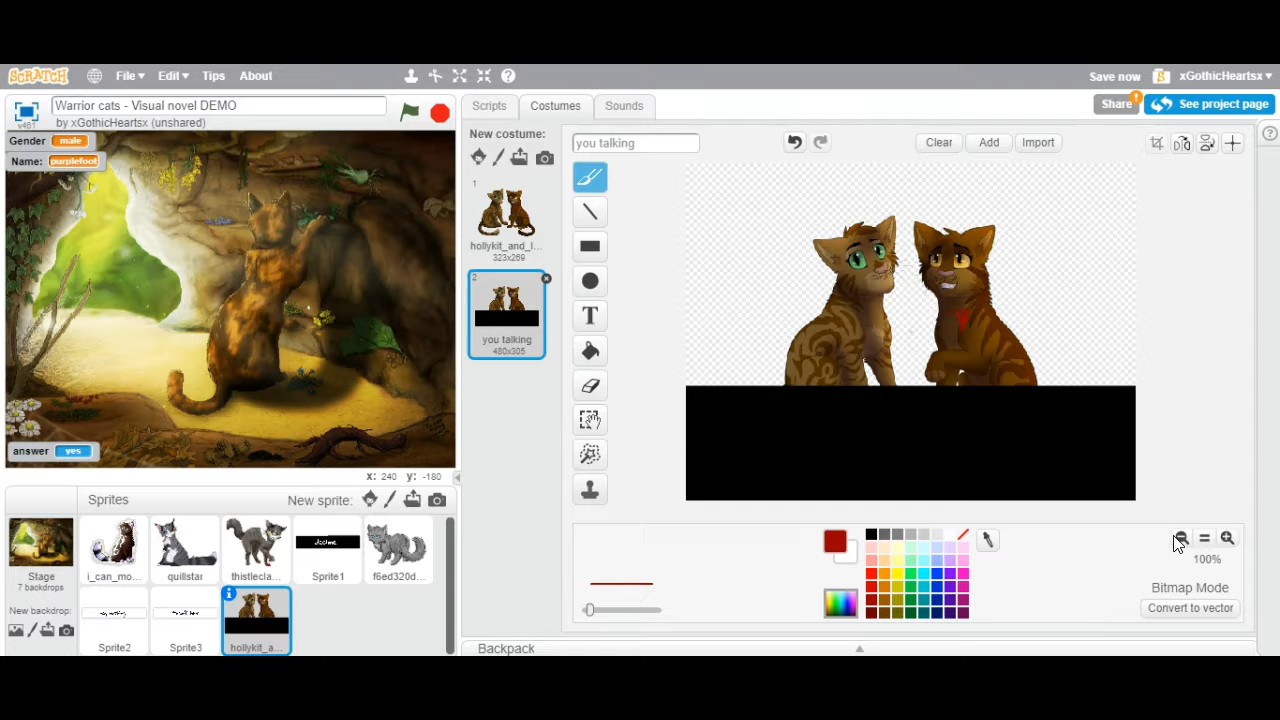 SCRATCH File Edit Tips About Save now xGothicHeartsx
v461 Warrior cats - Visual novel DEMO
by xGothicHeartsx (unshared)
Scripts Costumes Sounds Share See project page
Gender male
Name: purplefoot
New costume:
you talking Clear Add Import
1
hollykit_and_l...
323x269
2
you talking
480x305
answer yes
x: 240 y: -180
Sprites New sprite:
Stage
7 backdrops
New backdrop:
i_can_mo... quillstar thistlecla... Sprite1 f6ed320d...
Sprite2 Sprite3 hollykit_a...
T
100%
Bitmap Mode
Convert to vector
Backpack